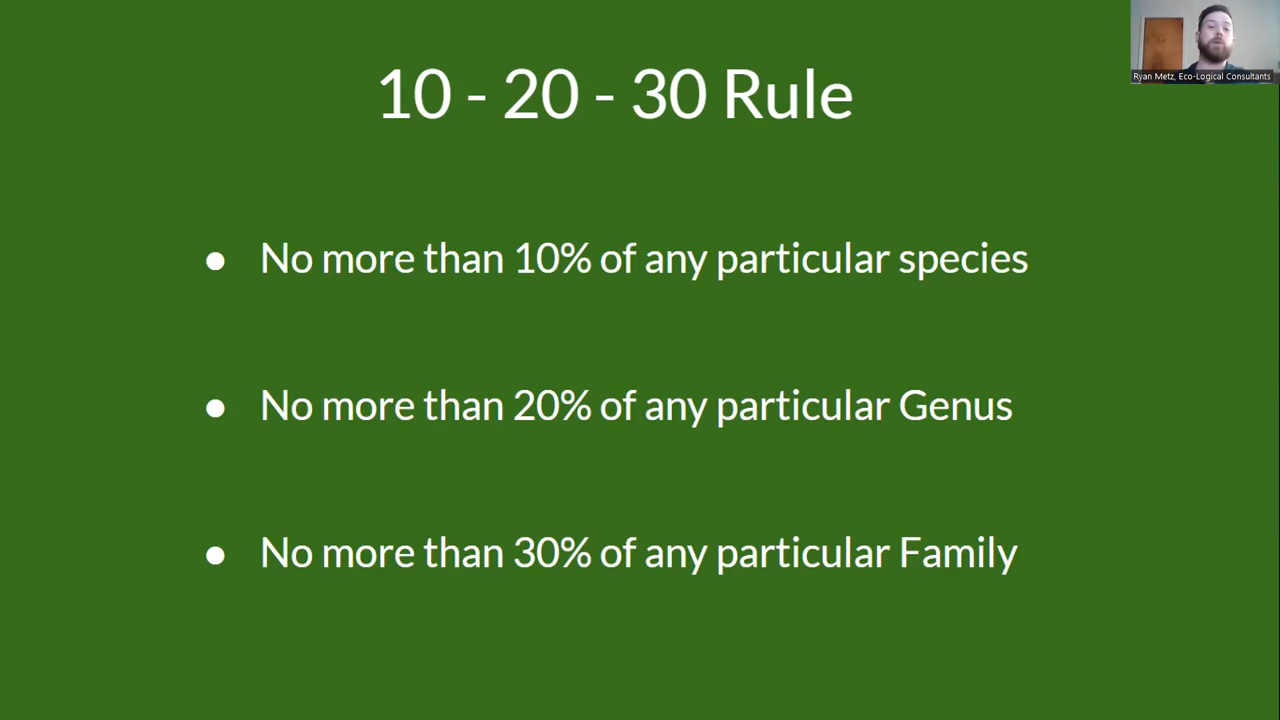 Ryan Metz, Eco-Logical Consultants
10 - 20 - 30 Rule
● No more than 10% of any particular species
● No more than 20% of any particular Genus
● No more than 30% of any particular Family